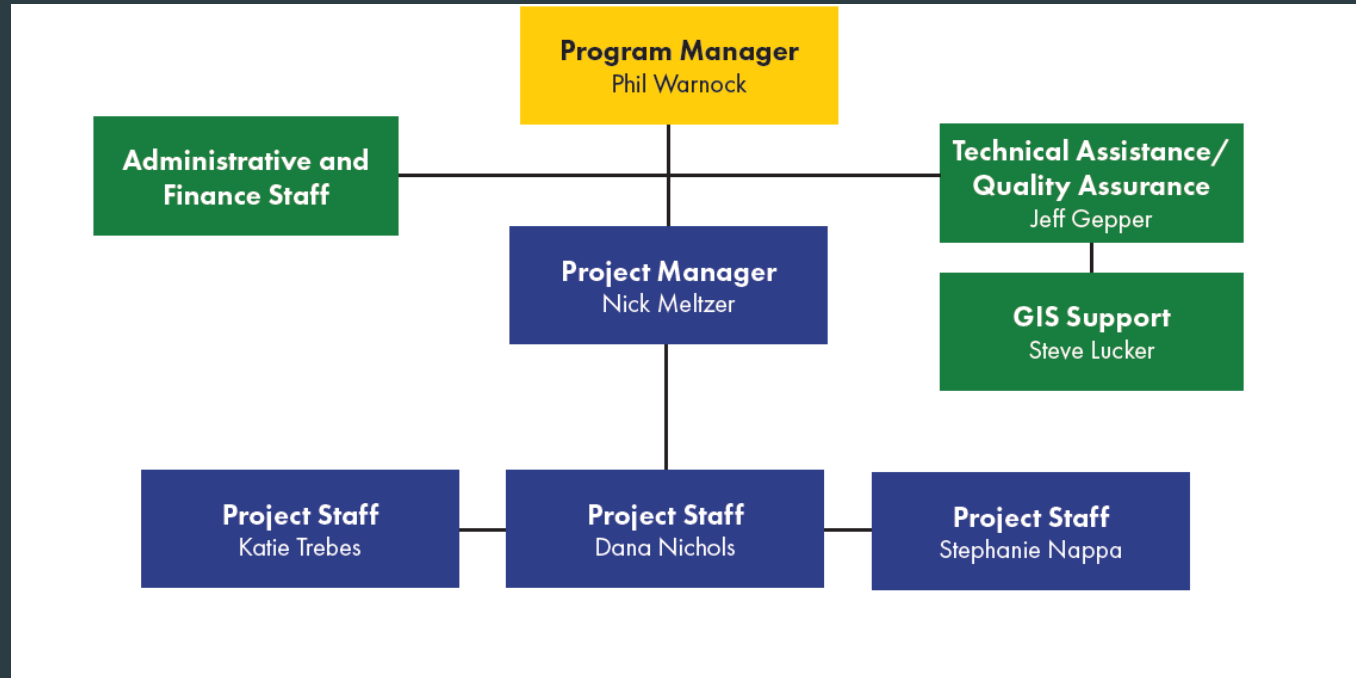 Program Manager
Phil Warnock
Administrative and
Finance Staff
Technical Assistance/
Quality Assurance
Jeff Gepper
Project Manager
Nick Meltzer
GIS Support
Steve Lucker
Project Staff
Katie Trebes
Project Staff
Dana Nichols
Project Staff
Stephanie Nappa